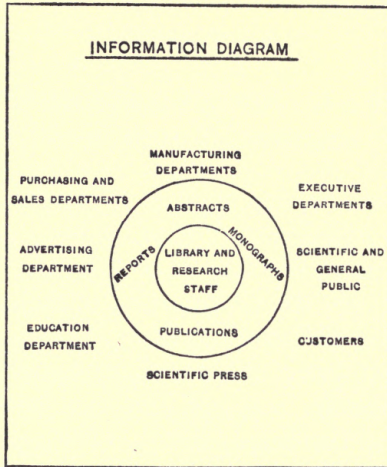 INFORMATION DIAGRAM
MANUFACTURING
DEPARTMENTS
PURCHASING AND
SALES DEPARTMENTS
EXECUTIVE
DEPARTMENTS
ABSTRACTS
REPORTS
MONOGRAPHS
LIBRARY AND
RESEARCH
STAFF
ADVERTISING
DEPARTMENT
SCIENTIFIC AND
GENERAL
PUBLIC
PUBLICATIONS
EDUCATION
DEPARTMENT
CUSTOMERS
SCIENTIFIC PRESS